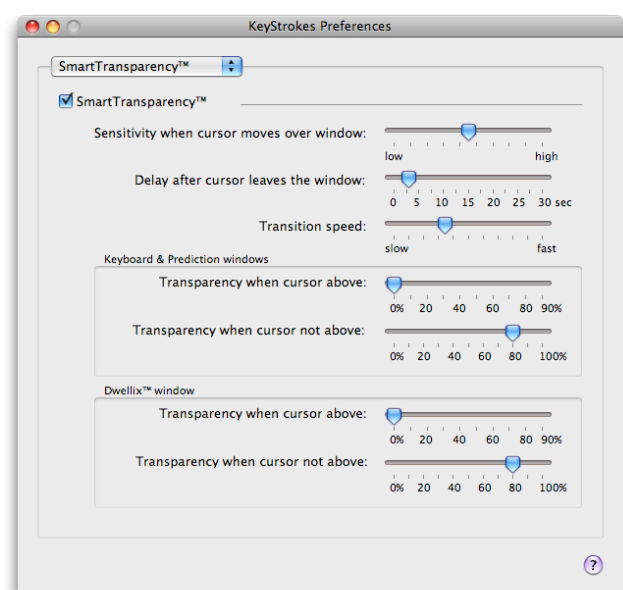 KeyStrokes Preferences
SmartTransparency™
SmartTransparency™
Sensitivity when cursor moves over window:
low high
Delay after cursor leaves the window:
0 5 10 15 20 25 30 sec
Transition speed:
slow fast
Keyboard & Prediction windows
Transparency when cursor above:
0% 20 40 60 80 90%
Transparency when cursor not above:
0% 20 40 60 80 100%
Dwellix™ window
Transparency when cursor above:
0% 20 40 60 80 90%
Transparency when cursor not above:
0% 20 40 60 80 100%
?